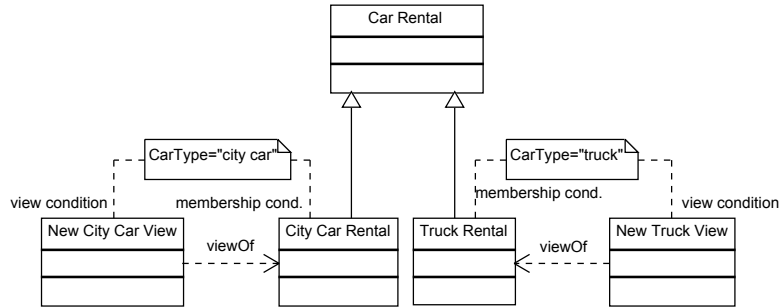 Car Rental
CarType="city car"
CarType="truck"
view condition
membership cond.
membership cond.
view condition
New City Car View
viewOf
City Car Rental
Truck Rental
viewOf
New Truck View